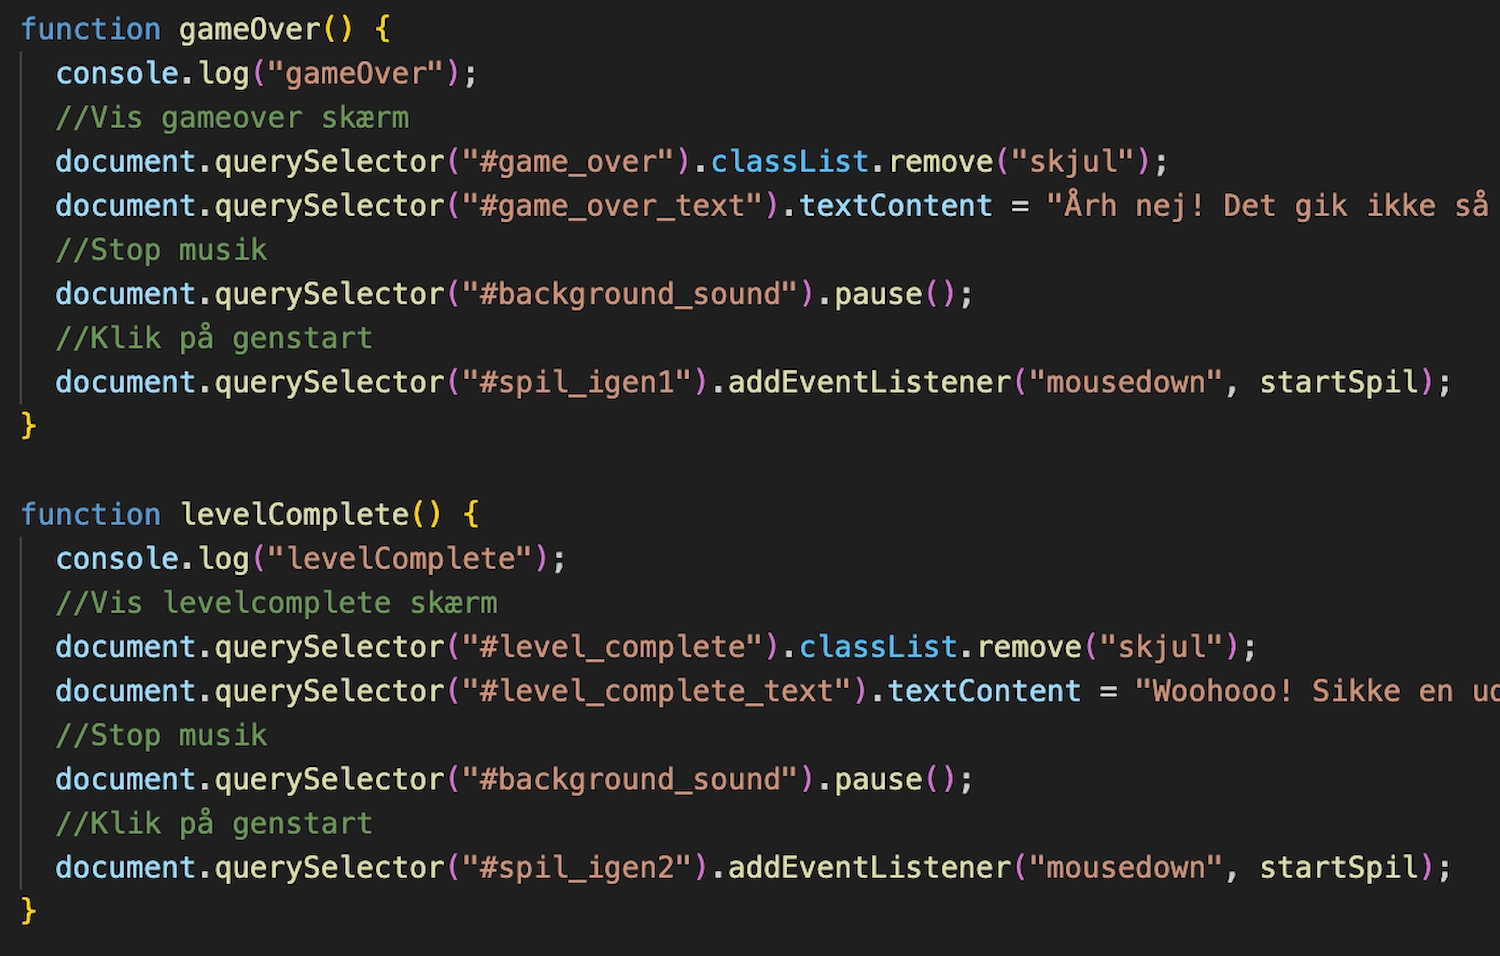 function gameOver() {
console.log("gameOver");
//Vis gameover skærm
document.querySelector("#game_over").classList.remove("skjul");
document.querySelector("#game_over_text").textContent = "Årh nej! Det gik ikke så
//Stop musik
document.querySelector("#background_sound").pause();
//Klik på genstart
document.querySelector("#spil_igen1").addEventListener("mousedown", startSpil);
}
function levelComplete() {
console.log("levelComplete");
//Vis levelcomplete skærm
document.querySelector("#level_complete").classList.remove("skjul");
document.querySelector("#level_complete_text").textContent = "Woohooo! Sikke en
//Stop musik
document.querySelector("#background_sound").pause();
//Klik på genstart
document.querySelector("#spil_igen2").addEventListener("mousedown", startSpil);
}